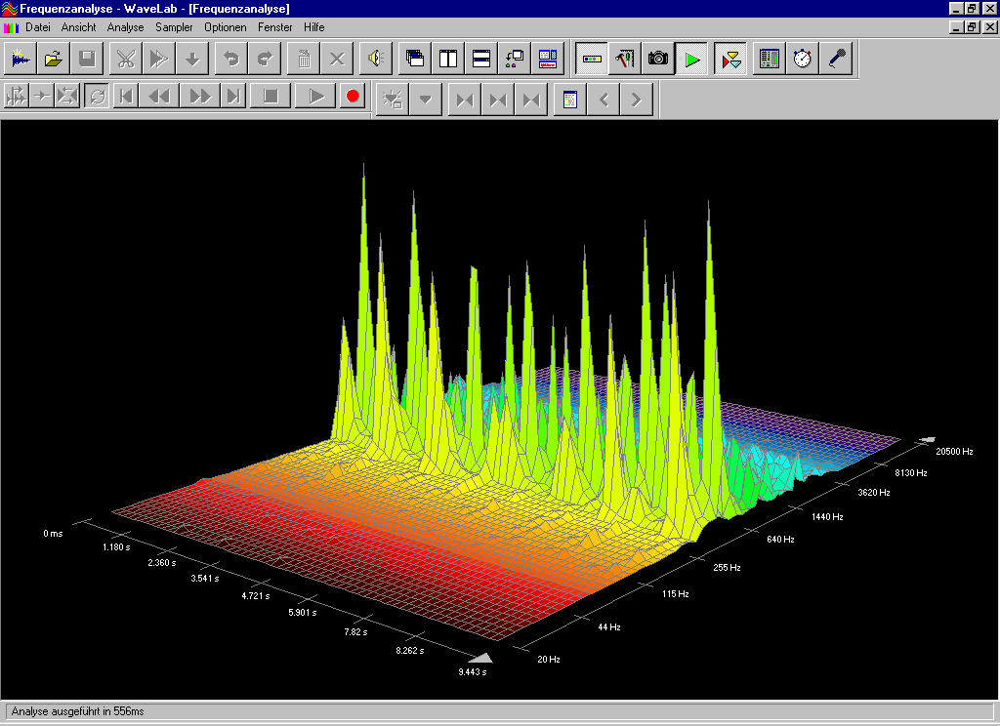 Frequenzanalyse - WaveLab - [Frequenzanalyse]
Datei Ansicht Analyse Sampler Optionen Fenster Hilfe
0 ms
1.180 s
2.360 s
3.541 s
4.721 s
5.901 s
7.82 s
8.262 s
9.443 s
20500 Hz
8130 Hz
3620 Hz
1440 Hz
640 Hz
255 Hz
115 Hz
44 Hz
20 Hz
Analyse ausgeführt in 556ms